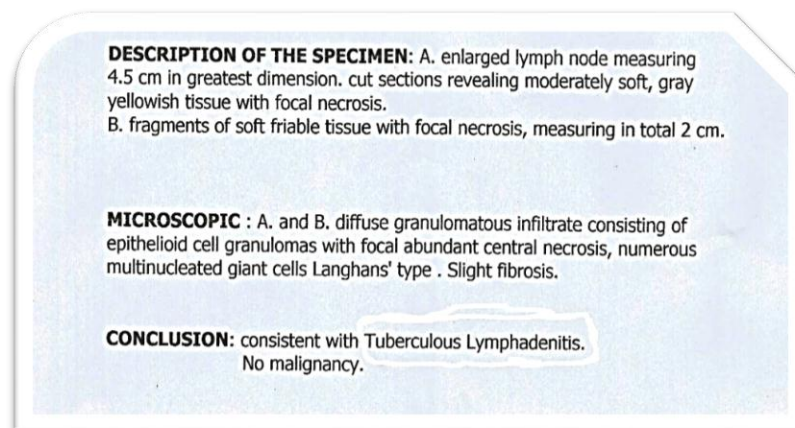 DESCRIPTION OF THE SPECIMEN: A. enlarged lymph node measuring
4.5 cm in greatest dimension. cut sections revealing moderately soft, gray
yellowish tissue with focal necrosis.
B. fragments of soft friable tissue with focal necrosis, measuring in total 2 cm.
MICROSCOPIC : A. and B. diffuse granulomatous infiltrate consisting of
epithelioid cell granulomas with focal abundant central necrosis, numerous
multinucleated giant cells Langhans' type . Slight fibrosis.
CONCLUSION: consistent with Tuberculous Lymphadenitis.
No malignancy.